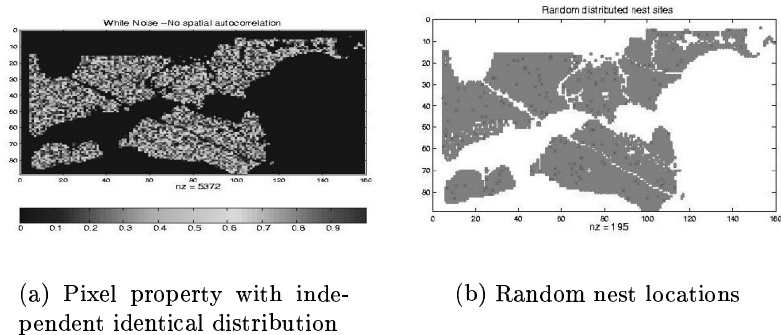 White Noise −No spatial autocorrelation
0
10
20
30
40
50
60
70
80
0 20 40 60 80 100 120 140 160
nz = 5372
0 0.1 0.2 0.3 0.4 0.5 0.6 0.7 0.8 0.9
(a) Pixel property with inde-
pendent identical distribution
Random distributed nest sites
0
10
20
30
40
50
60
70
80
0 20 40 60 80 100 120 140 160
nz = 195
(b) Random nest locations